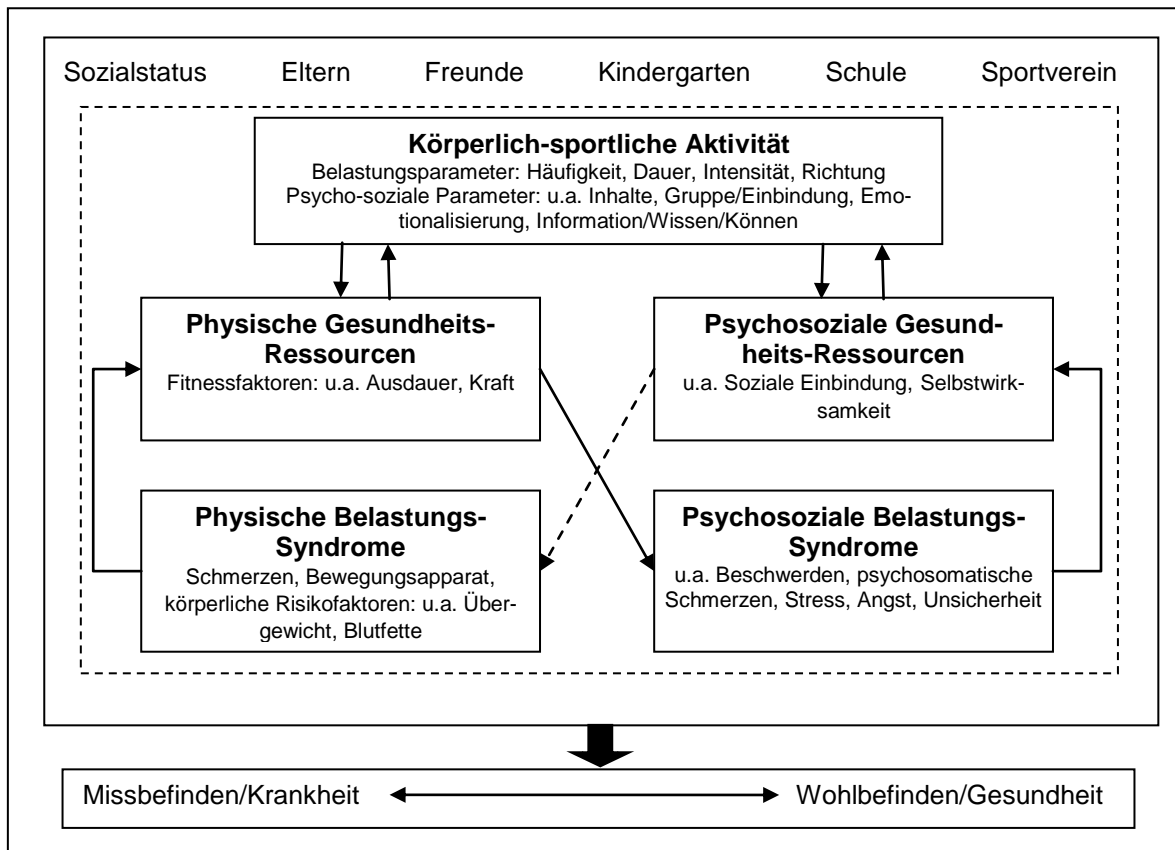 Sozialstatus Eltern Freunde Kindergarten Schule Sportverein
Körperlich-sportliche Aktivität
Belastungsparameter: Häufigkeit, Dauer, Intensität, Richtung
Psycho-soziale Parameter: u.a. Inhalte, Gruppe/Einbindung, Emo-
tionalisierung, Information/Wissen/Können
Physische Gesundheits-
Ressourcen
Fitnessfaktoren: u.a. Ausdauer, Kraft
Psychosoziale Gesund-
heits-Ressourcen
u.a. Soziale Einbindung, Selbstwirk-
samkeit
Physische Belastungs-
Syndrome
Schmerzen, Bewegungsapparat,
körperliche Risikofaktoren: u.a. Über-
gewicht, Blutfette
Psychosoziale Belastungs-
Syndrome
u.a. Beschwerden, psychosomatische
Schmerzen, Stress, Angst, Unsicherheit
Missbefinden/Krankheit Wohlbefinden/Gesundheit